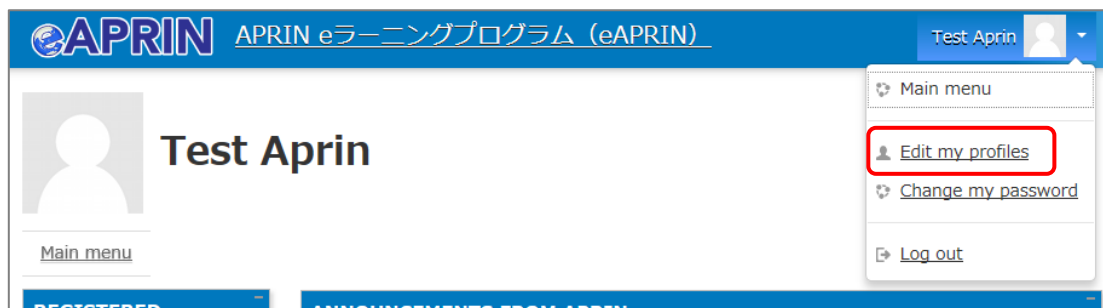 eAPRIN APRIN eラーニングプログラム（eAPRIN） Test Aprin
Main menu
Test Aprin
Edit my profiles
Change my password
Main menu
Log out
REGISTERED
ANNOUNCEMENTS FROM APRIN